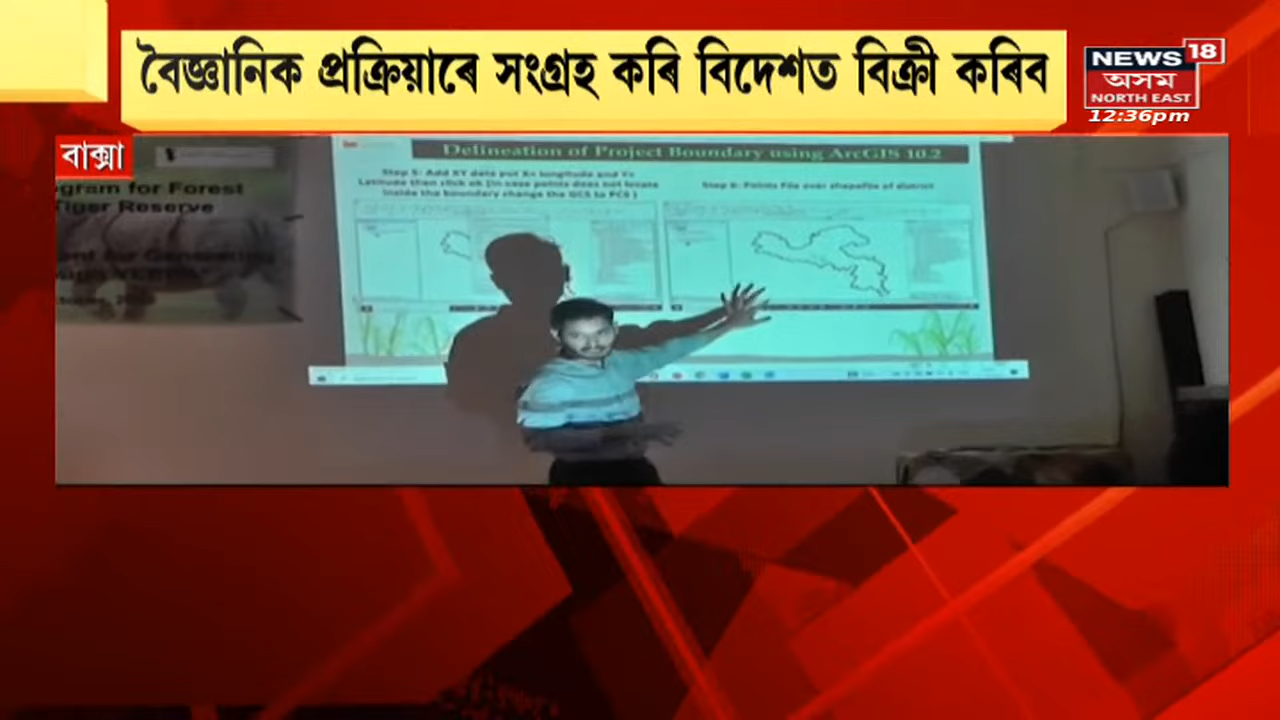 বৈজ্ঞানিক প্ৰক্ৰিয়াৰে সংগ্ৰহ কৰি বিদেশত বিক্ৰী কৰিব
NEWS 18
অসম
NORTH EAST
12:36pm
বাক্সা
gram for Forest
Tiger Reserve
Delineation of Project Boundary using ArcGIS 10.2
Step 5: Add XY data put X= longitude and Y=
Latitude then click ok (in case points does not locate
inside the boundary change the GCS to PCS )
Step 6: Points File over shapefile of district